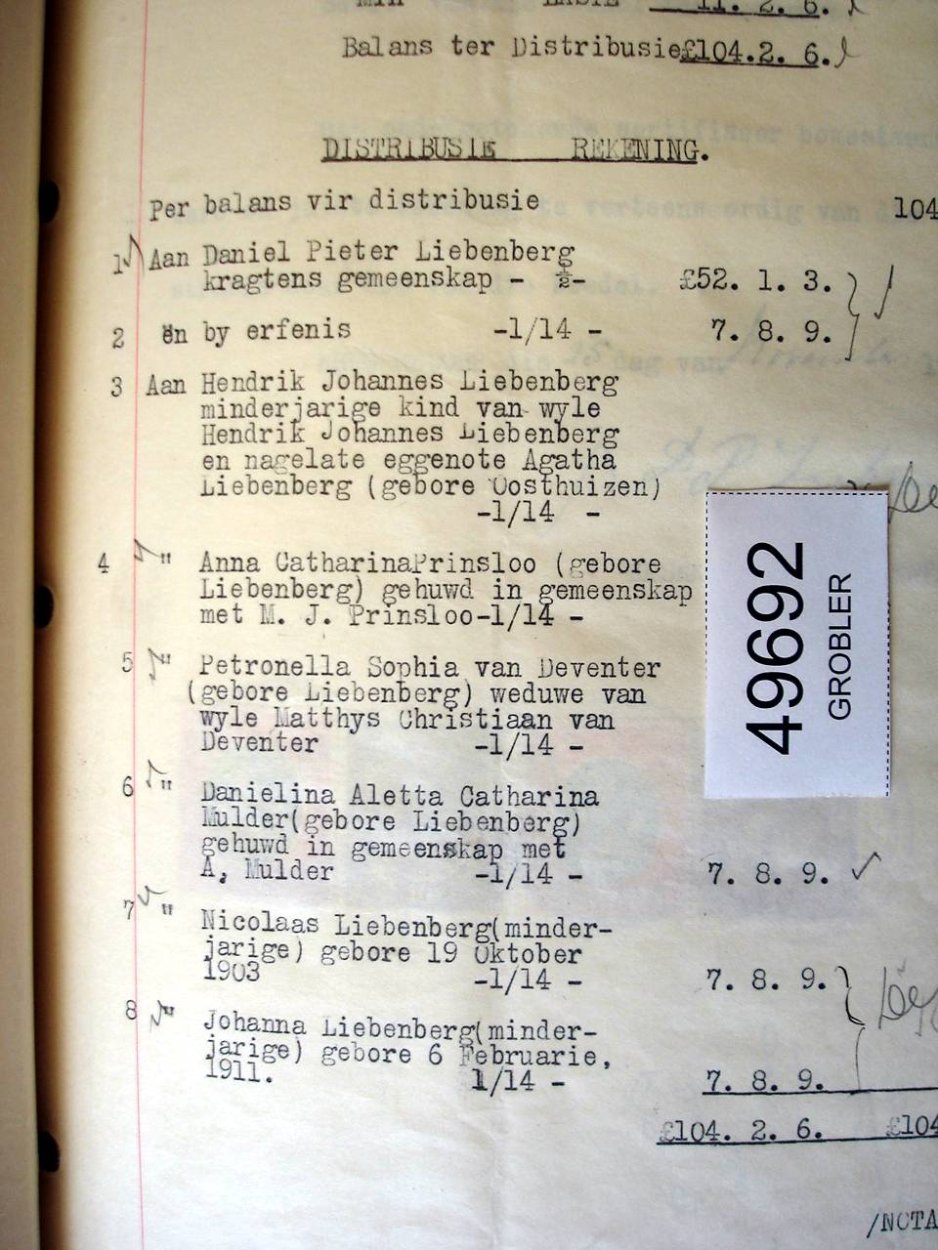 11. 2. 6.
Balans ter Distribusie £104.2. 6.
DISTRIBUSIE REKENING.
Per balans vir distribusie 104
1 Aan Daniel Pieter Liebenberg
kragtens gemeenskap - ½- £52. 1. 3.
2 en by erfenis -1/14 - 7. 8. 9.
3 Aan Hendrik Johannes Liebenberg
minderjarige kind van wyle
Hendrik Johannes Liebenberg
en nagelate eggenote Agatha
Liebenberg (gebore Oosthuizen)
-1/14 -
4 " Anna CatharinaPrinsloo (gebore
Liebenberg) gehuwd in gemeenskap
met M. J. Prinsloo-1/14 -
5 " Petronella Sophia van Deventer
(gebore Liebenberg) weduwe van
wyle Matthys Christiaan van
Deventer -1/14 -
6 " Danielina Aletta Catharina
Mulder(gebore Liebenberg)
gehuwd in gemeenskap met
A, Mulder -1/14 - 7. 8. 9.
7 " Nicolaas Liebenberg(minder-
jarige) gebore 19 Oktober
1903 -1/14 - 7. 8. 9.
8 " Johanna Liebenberg(minder-
jarige) gebore 6 Februarie,
1911. 1/14 - 7. 8. 9.
£104. 2. 6. £104
/NOTA
49692
GROBLER